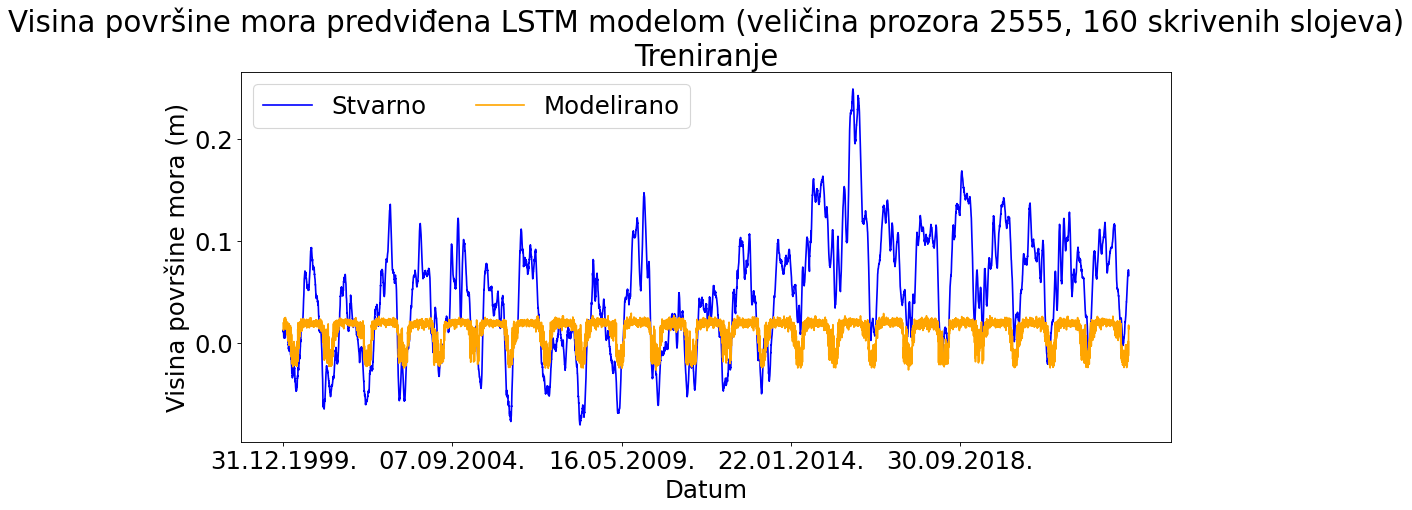 Visina površine mora predviđena LSTM modelom (veličina prozora 2555, 160 skrivenih slojeva)
Treniranje
Stvarno
Modelirano
Visina površine mora (m)
0.2
0.1
0.0
31.12.1999.
07.09.2004.
16.05.2009.
22.01.2014.
30.09.2018.
Datum